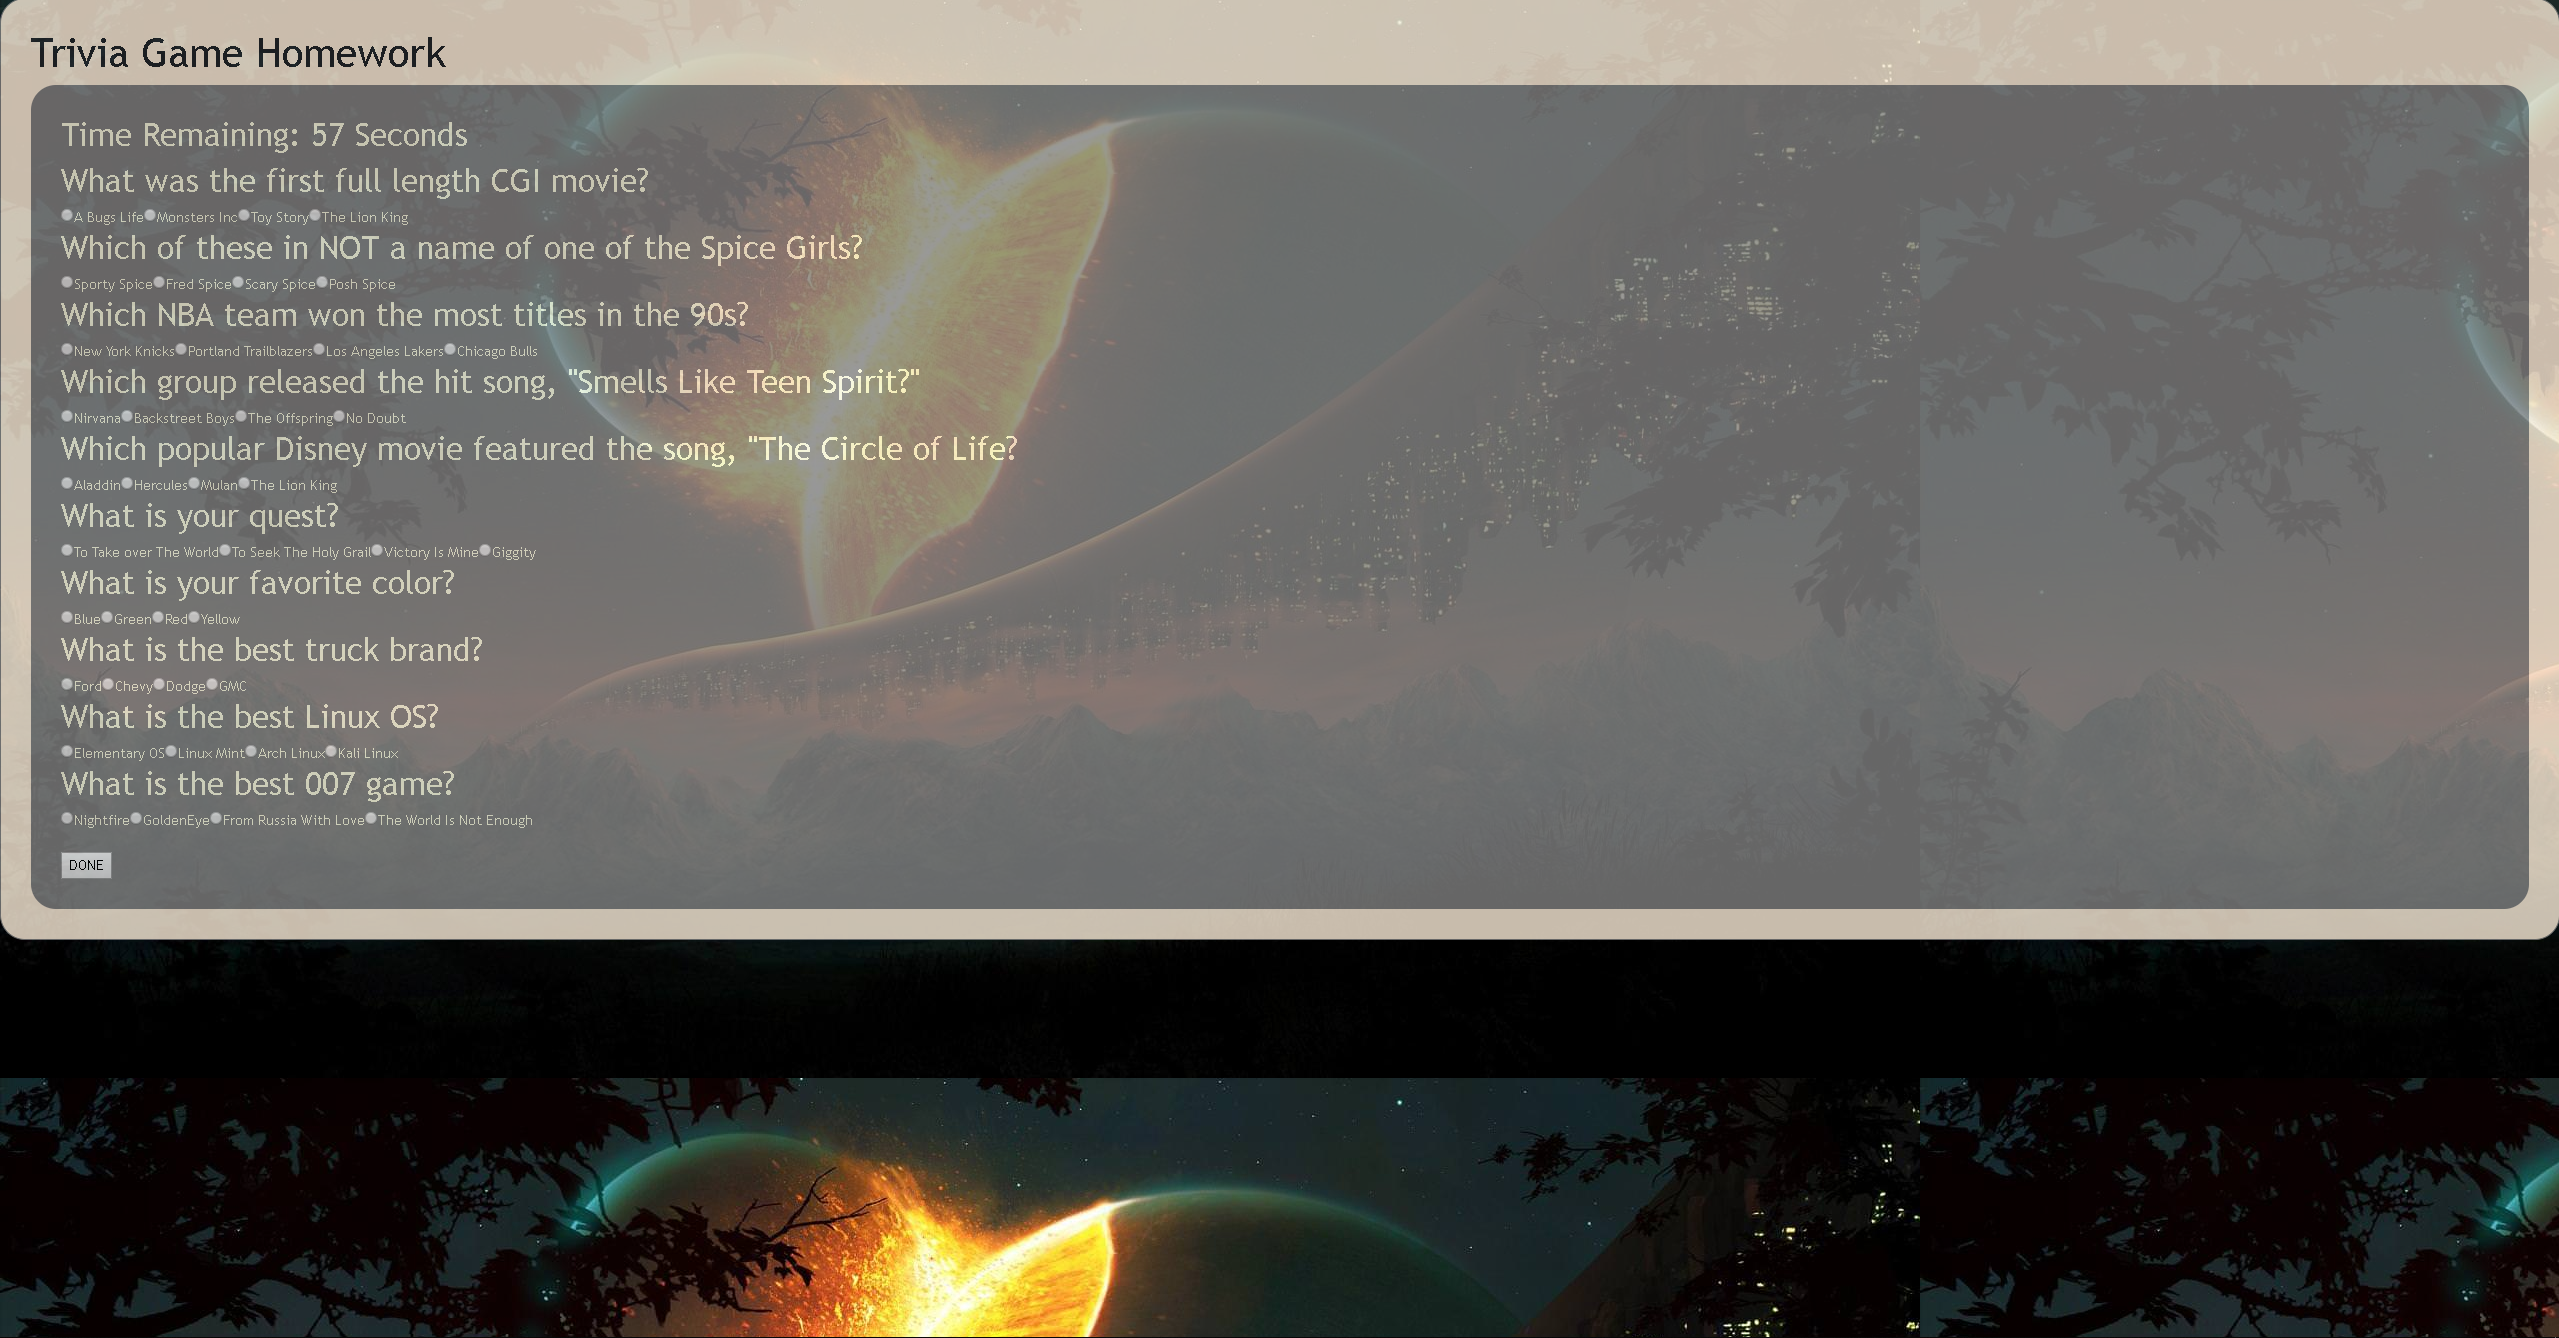 Trivia Game Homework
Time Remaining: 57 Seconds
What was the first full length CGI movie?
A Bugs Life Monsters Inc Toy Story The Lion King
Which of these in NOT a name of one of the Spice Girls?
Sporty Spice Fred Spice Scary Spice Posh Spice
Which NBA team won the most titles in the 90s?
New York Knicks Portland Trailblazers Los Angeles Lakers Chicago Bulls
Which group released the hit song, "Smells Like Teen Spirit?"
Nirvana Backstreet Boys The Offspring No Doubt
Which popular Disney movie featured the song, "The Circle of Life?
Aladdin Hercules Mulan The Lion King
What is your quest?
To Take over The World To Seek The Holy Grail Victory Is Mine Giggity
What is your favorite color?
Blue Green Red Yellow
What is the best truck brand?
Ford Chevy Dodge GMC
What is the best Linux OS?
Elementary OS Linux Mint Arch Linux Kali Linux
What is the best 007 game?
Nightfire GoldenEye From Russia With Love The World Is Not Enough
DONE